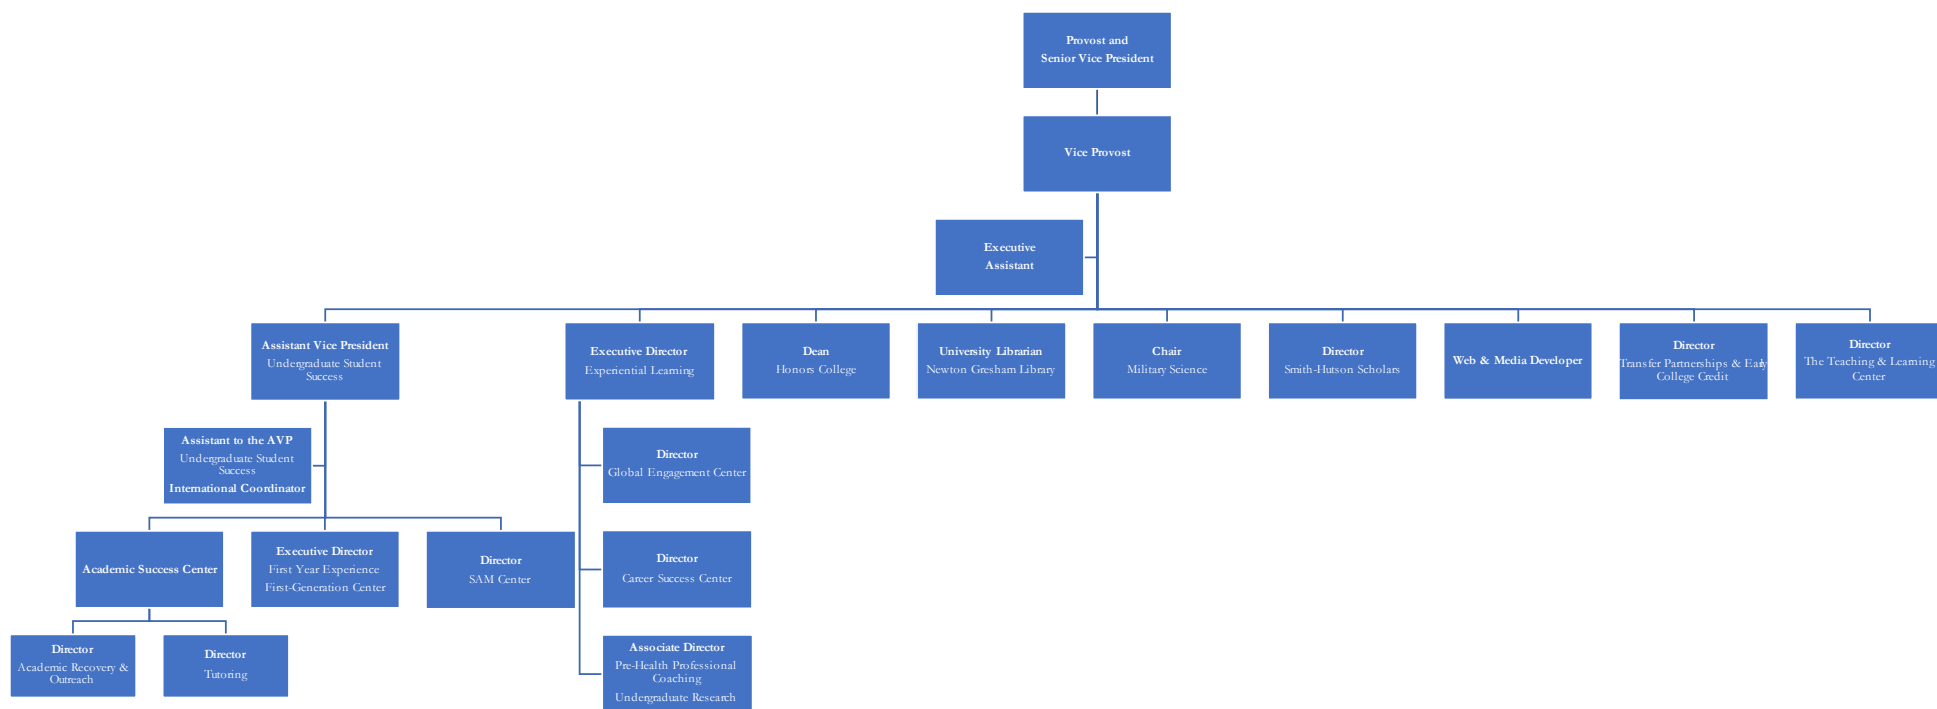 Provost and
Senior Vice President
Vice Provost
Executive
Assistant
Assistant Vice President
Undergraduate Student
Success
Executive Director
Experiential Learning
Dean
Honors College
University Librarian
Newton Gresham Library
Chair
Military Science
Director
Smith-Hutson Scholars
Web & Media Developer
Director
Transfer Partnerships & Early
College Credit
Director
The Teaching & Learning
Center
Assistant to the AVP
Undergraduate Student
Success
International Coordinator
Director
Global Engagement Center
Academic Success Center
Executive Director
First Year Experience
First-Generation Center
Director
SAM Center
Director
Career Success Center
Director
Academic Recovery &
Outreach
Director
Tutoring
Associate Director
Pre-Health Professional
Coaching
Undergraduate Research